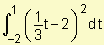 ∫_{-2}^{1} (1/3 t − 2)^2 dt